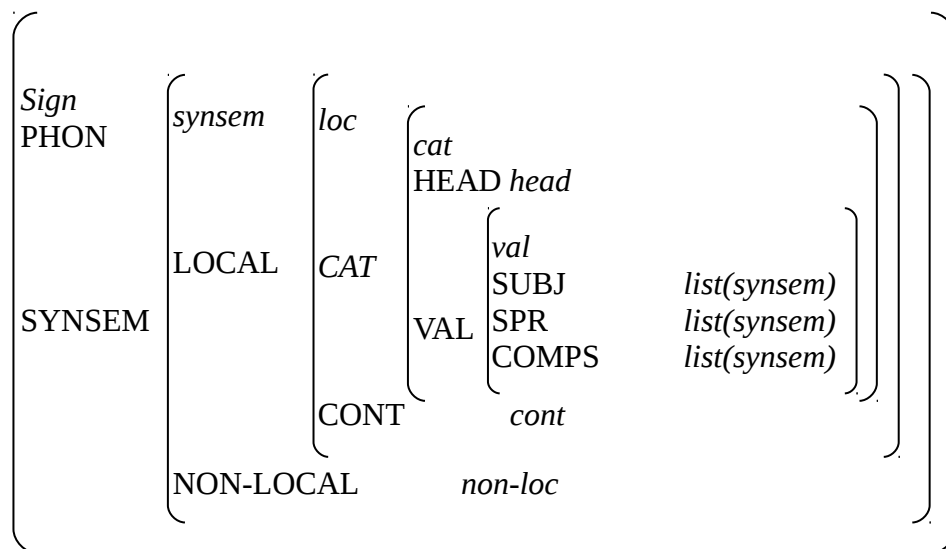 Sign
PHON
synsem
loc
cat
HEAD head
val
LOCAL
CAT
SUBJ list(synsem)
SYNSEM
VAL
SPR list(synsem)
COMPS list(synsem)
CONT cont
NON-LOCAL non-loc